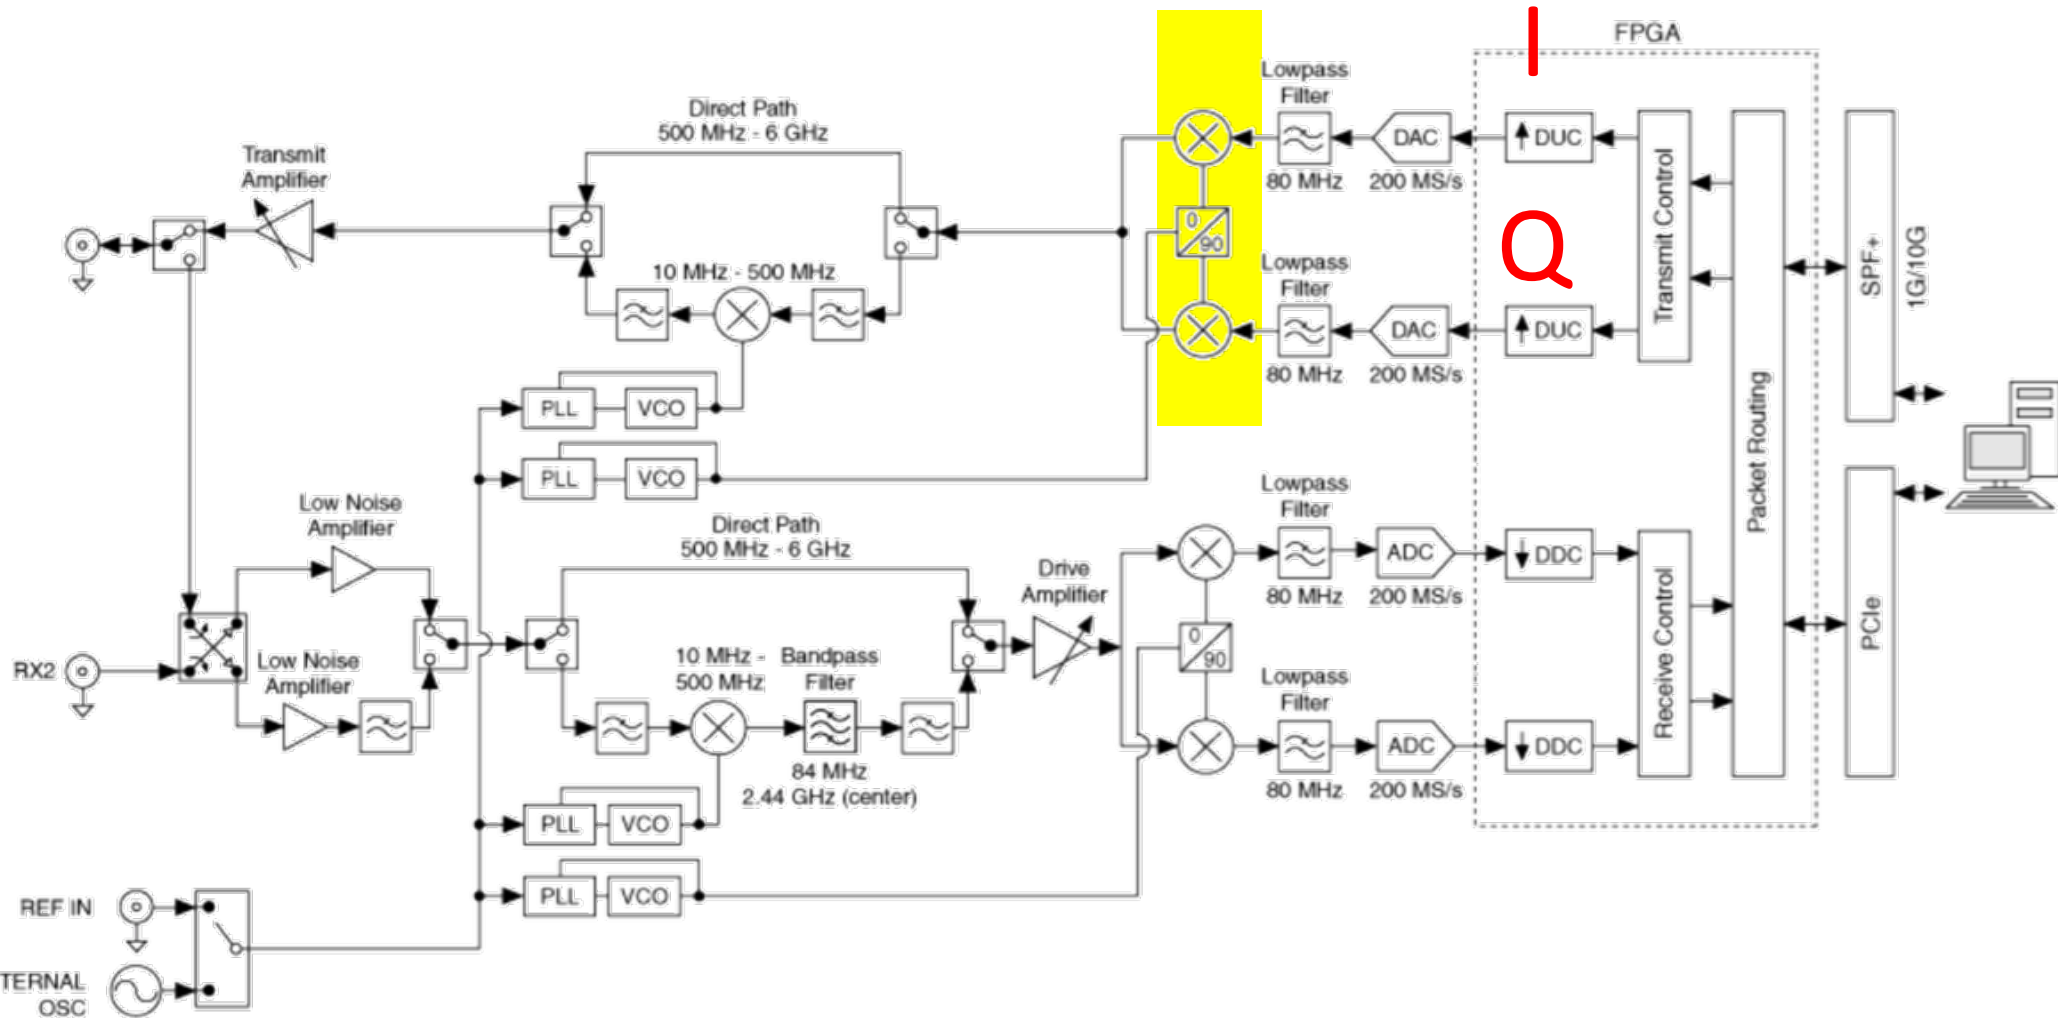 I
FPGA
Lowpass
Filter
Direct Path
500 MHz - 6 GHz
DAC
DUC
Transmit
Amplifier
80 MHz
200 MS/s
Transmit Control
0
90
Q
SPF+
1G/10G
10 MHz - 500 MHz
Lowpass
Filter
DAC
DUC
80 MHz
200 MS/s
PLL
VCO
Packet Routing
PLL
VCO
Low Noise
Amplifier
Direct Path
500 MHz - 6 GHz
Lowpass
Filter
ADC
DDC
Drive
Amplifier
80 MHz
200 MS/s
Receive Control
PCIe
0
90
RX2
Low Noise
Amplifier
10 MHz -
500 MHz
Bandpass
Filter
Lowpass
Filter
ADC
DDC
84 MHz
2.44 GHz (center)
80 MHz
200 MS/s
PLL
VCO
PLL
VCO
REF IN
TERNAL
OSC